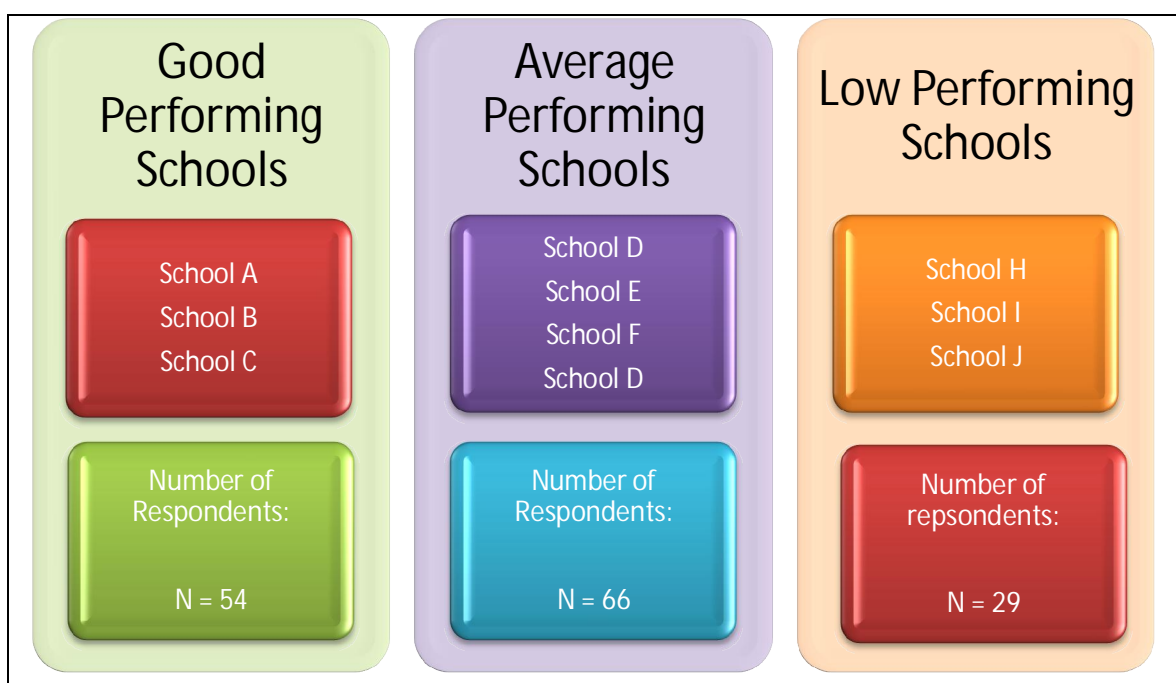 Good
Performing
Schools
School A
School B
School C
Number of
Respondents:
N = 54
Average
Performing
Schools
School D
School E
School F
School D
Number of
Respondents:
N = 66
Low Performing
Schools
School H
School I
School J
Number of
repsondents:
N = 29